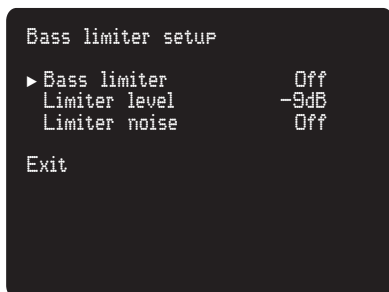 Bass limiter setup
▶ Bass limiter Off
Limiter level -9dB
Limiter noise Off
Exit